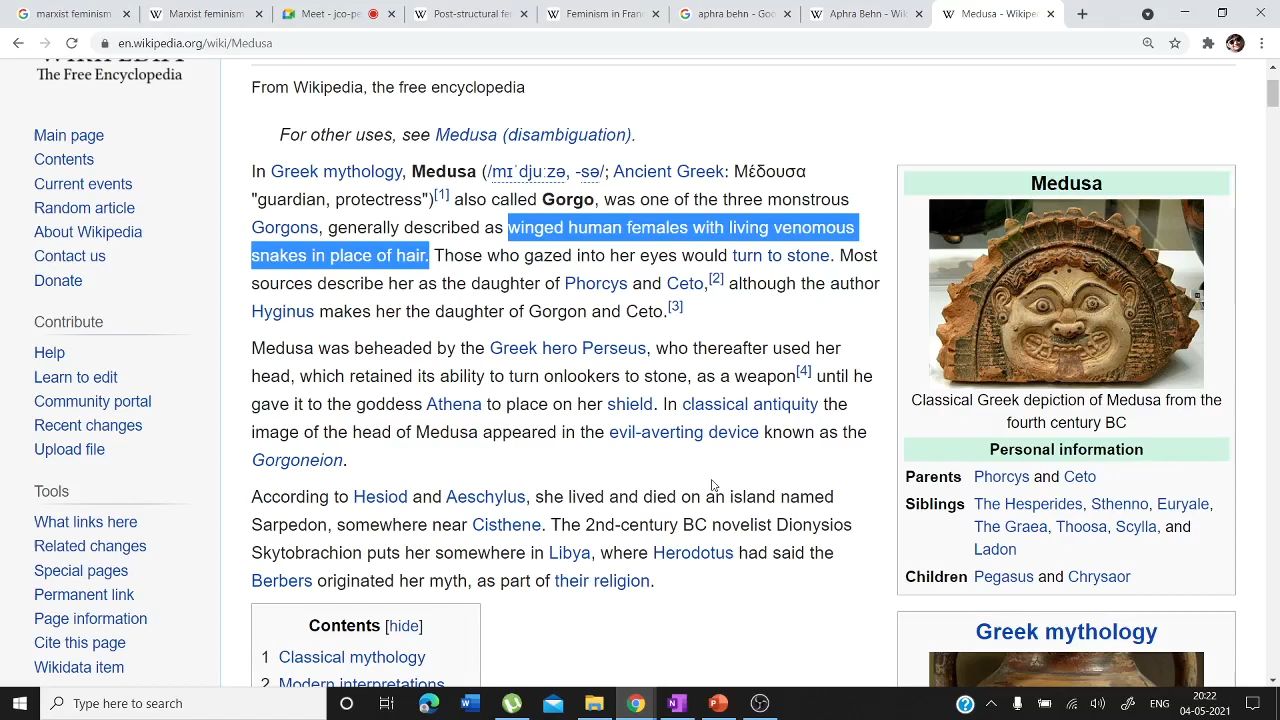 marxist fem
Marxist feminism
Meet - joc-pe
Post-structural fe
Feminism in Fran
aphra behn - Goo
Aphra Behn - Wik
Medusa - Wikiped
en.wikipedia.org/wiki/Medusa
WIKIPEDIA
The Free Encyclopedia
Main page
Contents
Current events
Random article
About Wikipedia
Contact us
Donate
Contribute
Help
Learn to edit
Community portal
Recent changes
Upload file
Tools
What links here
Related changes
Special pages
Permanent link
Page information
Cite this page
Wikidata item
From Wikipedia, the free encyclopedia
For other uses, see Medusa (disambiguation).
In Greek mythology, Medusa (/mɪˈdjuːzə, -sə/; Ancient Greek: Μέδουσα
"guardian, protectress")[1] also called Gorgo, was one of the three monstrous
Gorgons, generally described as winged human females with living venomous
snakes in place of hair. Those who gazed into her eyes would turn to stone. Most
sources describe her as the daughter of Phorcys and Ceto,[2] although the author
Hyginus makes her the daughter of Gorgon and Ceto.[3]
Medusa was beheaded by the Greek hero Perseus, who thereafter used her
head, which retained its ability to turn onlookers to stone, as a weapon[4] until he
gave it to the goddess Athena to place on her shield. In classical antiquity the
image of the head of Medusa appeared in the evil-averting device known as the
Gorgoneion.
According to Hesiod and Aeschylus, she lived and died on an island named
Sarpedon, somewhere near Cisthene. The 2nd-century BC novelist Dionysios
Skytobrachion puts her somewhere in Libya, where Herodotus had said the
Berbers originated her myth, as part of their religion.
Contents [hide]
1 Classical mythology
2 Modern interpretations
Medusa
Classical Greek depiction of Medusa from the
fourth century BC
Personal information
Parents Phorcys and Ceto
Siblings The Hesperides, Sthenno, Euryale,
The Graea, Thoosa, Scylla, and
Ladon
Children Pegasus and Chrysaor
Greek mythology
Type here to search
ENG
20:22
04-05-2021